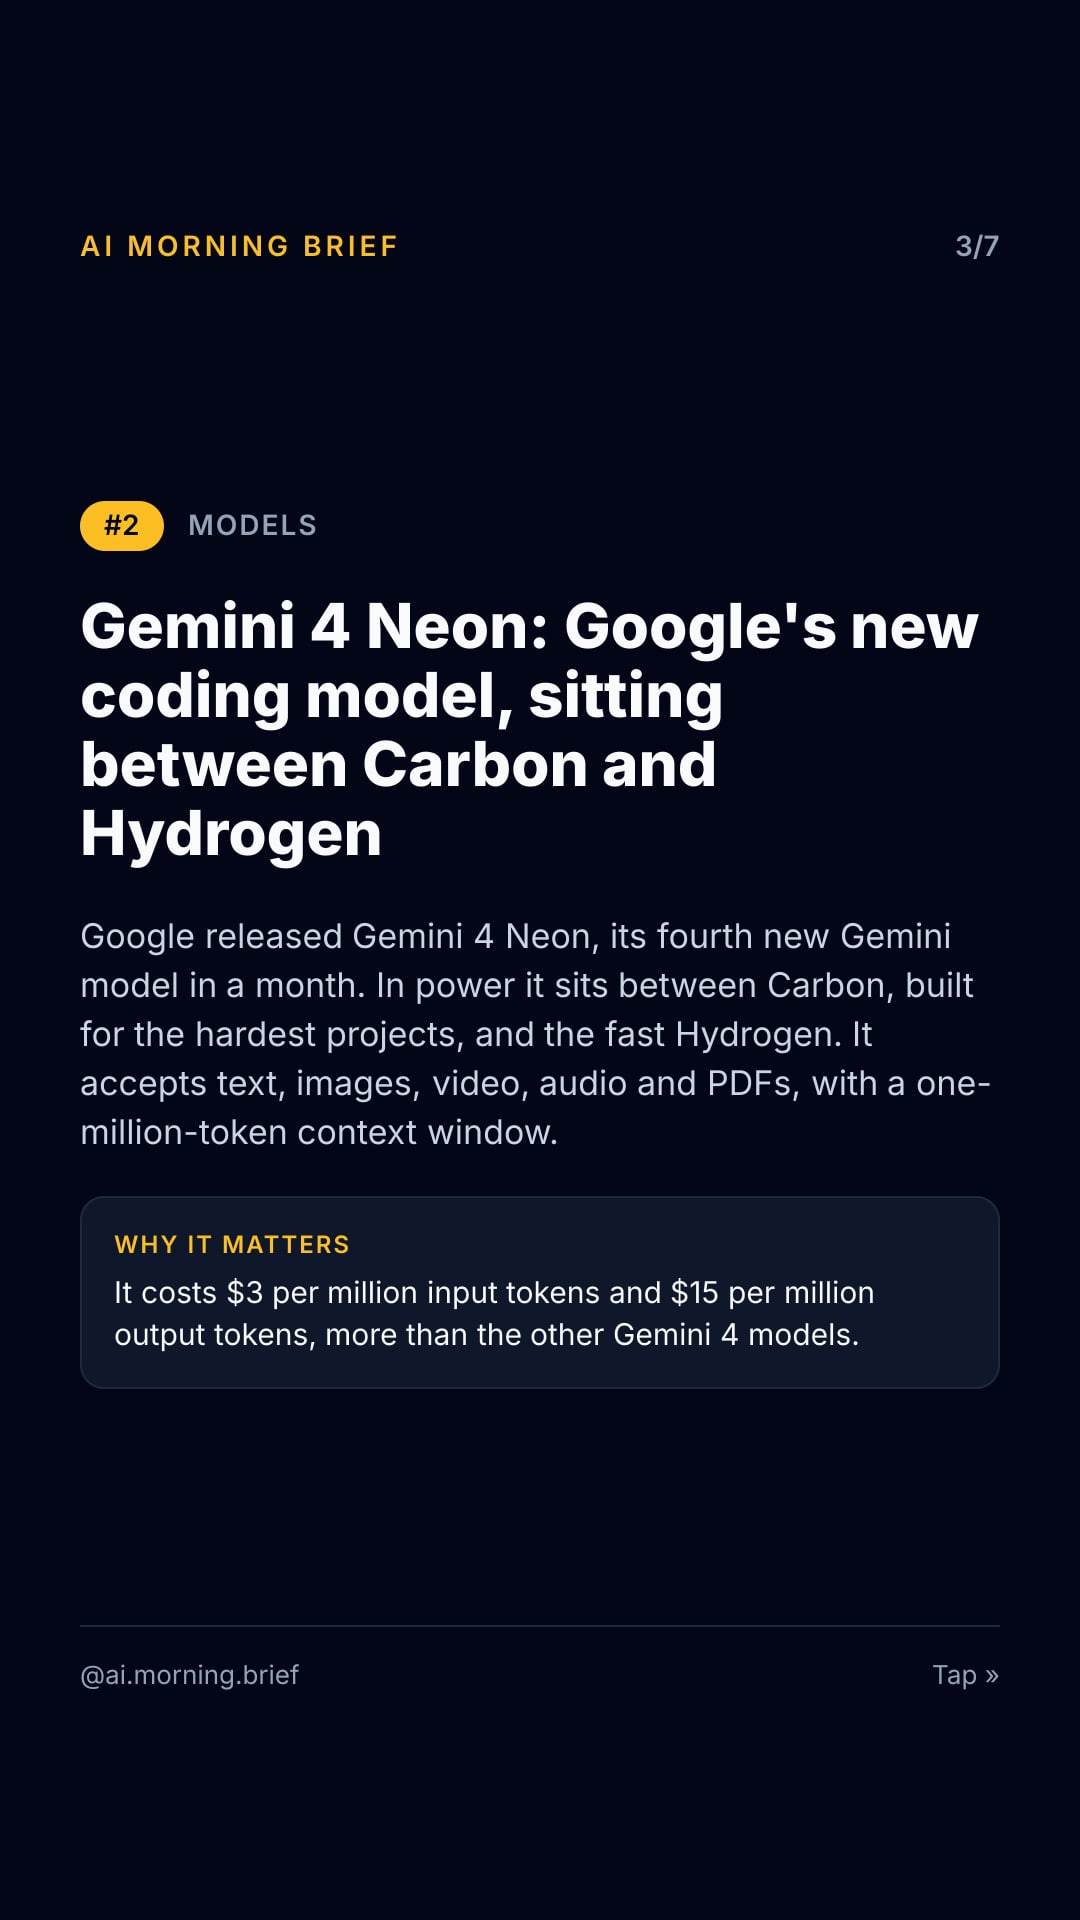 AI MORNING BRIEF
3/7
#2 MODELS
Gemini 4 Neon: Google's new
coding model, sitting
between Carbon and
Hydrogen
Google released Gemini 4 Neon, its fourth new Gemini
model in a month. In power it sits between Carbon, built
for the hardest projects, and the fast Hydrogen. It
accepts text, images, video, audio and PDFs, with a one-
million-token context window.
WHY IT MATTERS
It costs $3 per million input tokens and $15 per million
output tokens, more than the other Gemini 4 models.
@ai.morning.brief
Tap »